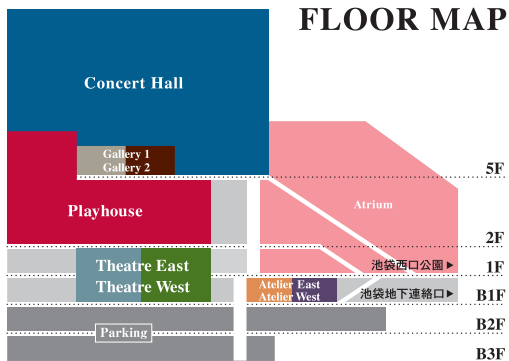 FLOOR MAP
Concert Hall
Gallery 1
Gallery 2
5F
Playhouse
Atrium
2F
Theatre East
Theatre West
池袋西口公園▶
1F
Atelier East
Atelier West
池袋地下連絡口▶
B1F
Parking
B2F
B3F